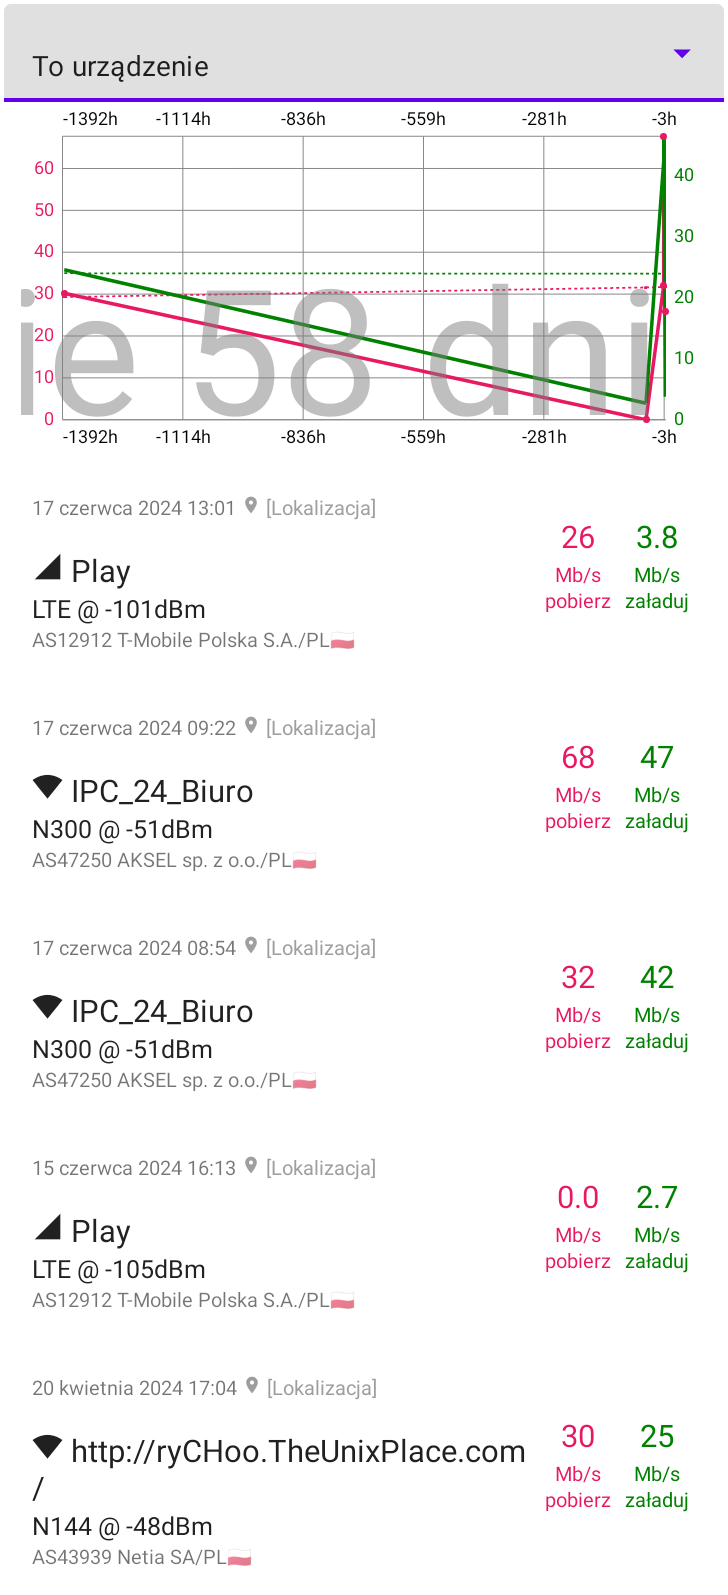 To urządzenie
-1392h -1114h -836h -559h -281h -3h
60
50
40
30
20
10
0
40
30
20
10
0
ie 58 dni
-1392h -1114h -836h -559h -281h -3h
17 czerwca 2024 13:01 [Lokalizacja]
Play
LTE @ -101dBm
AS12912 T-Mobile Polska S.A./PL🇵🇱
26 3.8
Mb/s Mb/s
pobierz załaduj
17 czerwca 2024 09:22 [Lokalizacja]
IPC_24_Biuro
N300 @ -51dBm
AS47250 AKSEL sp. z o.o./PL🇵🇱
68 47
Mb/s Mb/s
pobierz załaduj
17 czerwca 2024 08:54 [Lokalizacja]
IPC_24_Biuro
N300 @ -51dBm
AS47250 AKSEL sp. z o.o./PL🇵🇱
32 42
Mb/s Mb/s
pobierz załaduj
15 czerwca 2024 16:13 [Lokalizacja]
Play
LTE @ -105dBm
AS12912 T-Mobile Polska S.A./PL🇵🇱
0.0 2.7
Mb/s Mb/s
pobierz załaduj
20 kwietnia 2024 17:04 [Lokalizacja]
http://ryCHoo.TheUnixPlace.com
/
N144 @ -48dBm
AS43939 Netia SA/PL🇵🇱
30 25
Mb/s Mb/s
pobierz załaduj